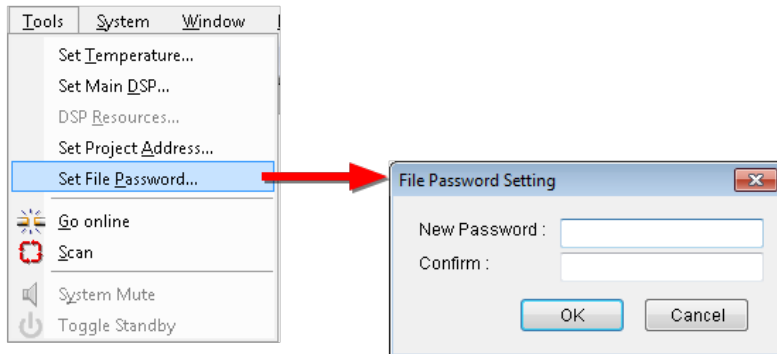 Tools System Window
Set Temperature...
Set Main DSP...
DSP Resources...
Set Project Address...
Set File Password...
Go online
Scan
System Mute
Toggle Standby
File Password Setting
New Password :
Confirm :
OK Cancel